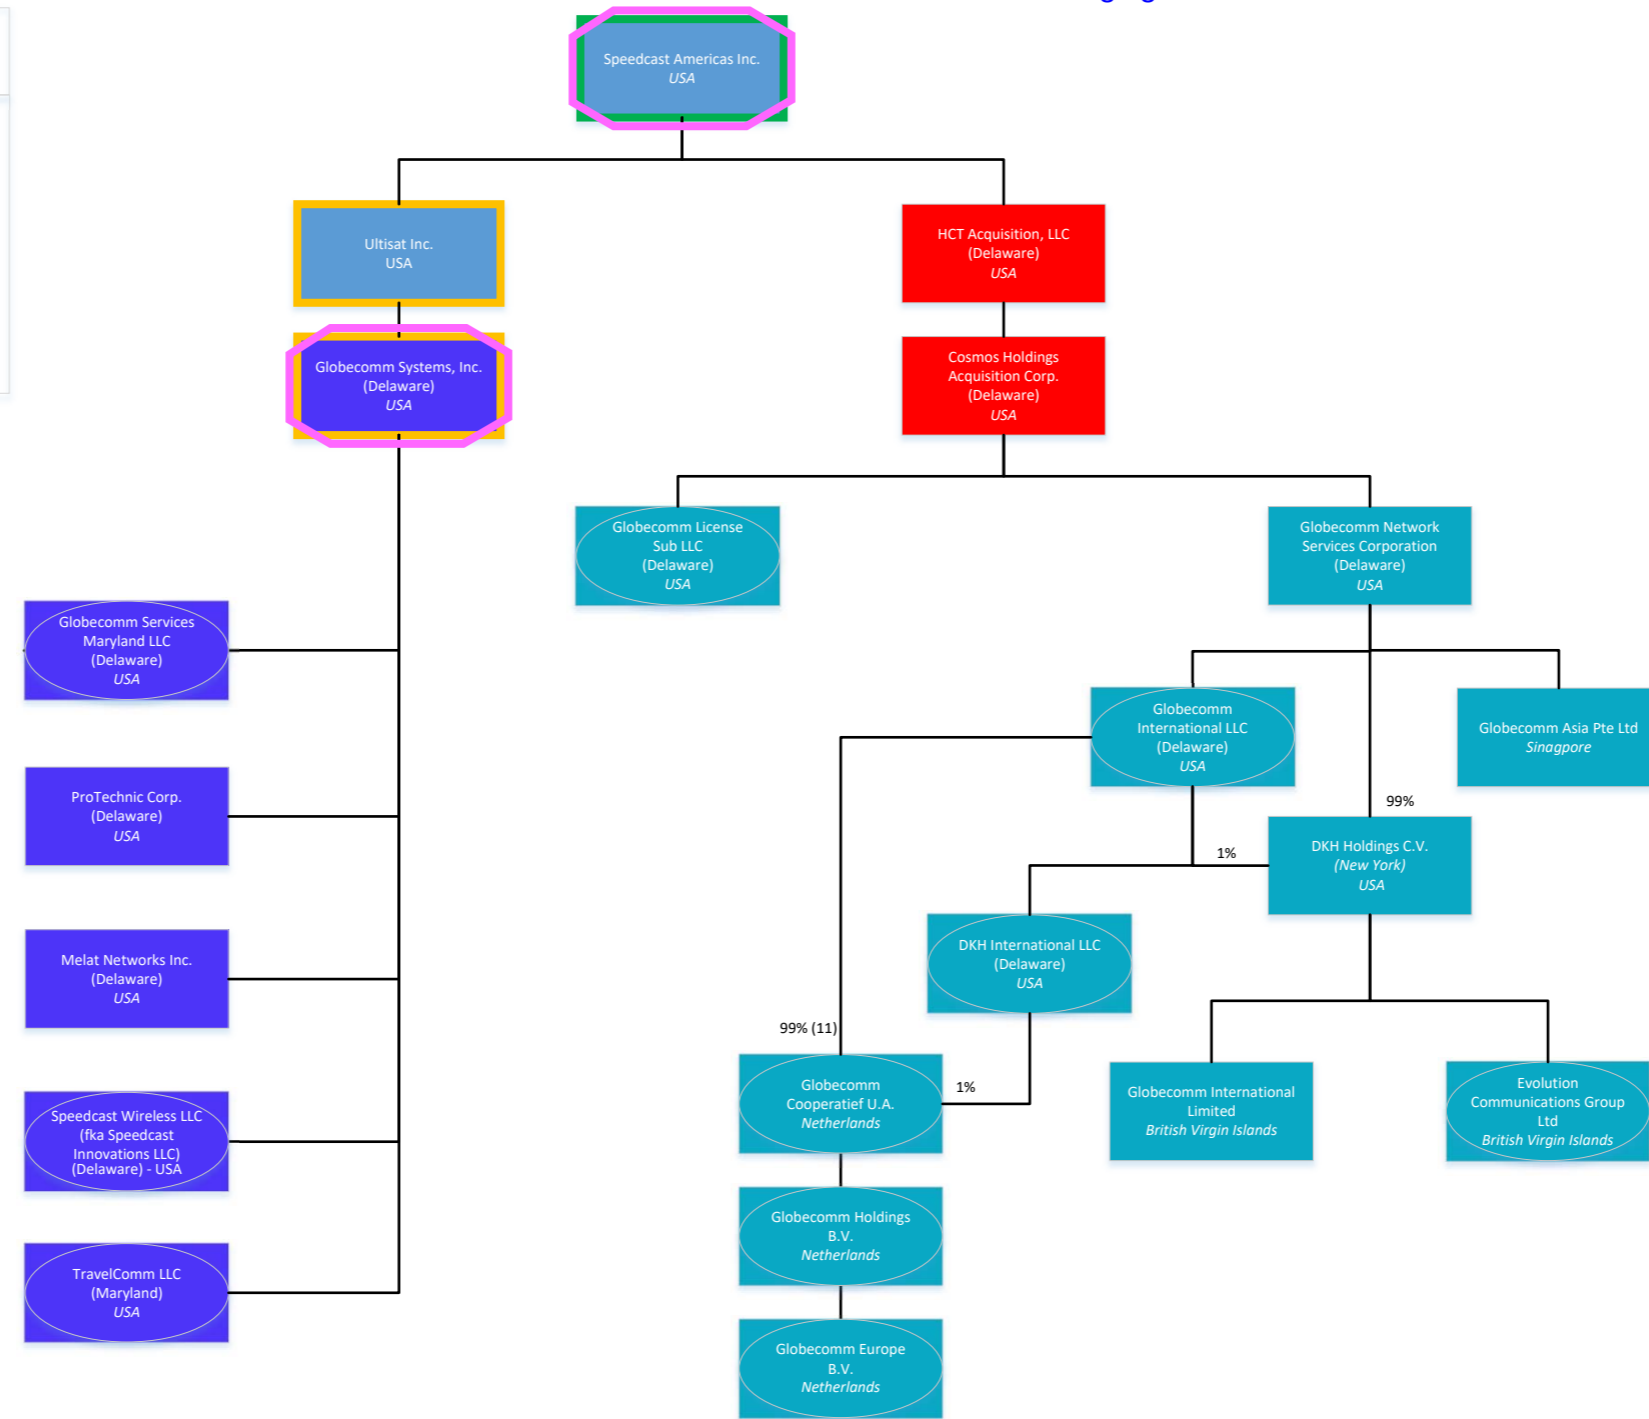 Speedcast Americas Inc.
USA
Ultisat Inc.
USA
HCT Acquisition, LLC
(Delaware)
USA
Globecomm Systems, Inc.
(Delaware)
USA
Cosmos Holdings
Acquisition Corp.
(Delaware)
USA
Globecomm License
Sub LLC
(Delaware)
USA
Globecomm Network
Services Corporation
(Delaware)
USA
Globecomm Services
Maryland LLC
(Delaware)
USA
Globecomm
International LLC
(Delaware)
USA
Globecomm Asia Pte Ltd
Sinagpore
ProTechnic Corp.
(Delaware)
USA
99%
1%
DKH Holdings C.V.
(New York)
USA
Melat Networks Inc.
(Delaware)
USA
DKH International LLC
(Delaware)
USA
99% (11)
1%
Globecomm
Cooperatief U.A.
Netherlands
Globecomm International
Limited
British Virgin Islands
Evolution
Communications Group
Ltd
British Virgin Islands
Speedcast Wireless LLC
(fka Speedcast
Innovations LLC)
(Delaware) - USA
Globecomm Holdings
B.V.
Netherlands
TravelComm LLC
(Maryland)
USA
Globecomm Europe
B.V.
Netherlands